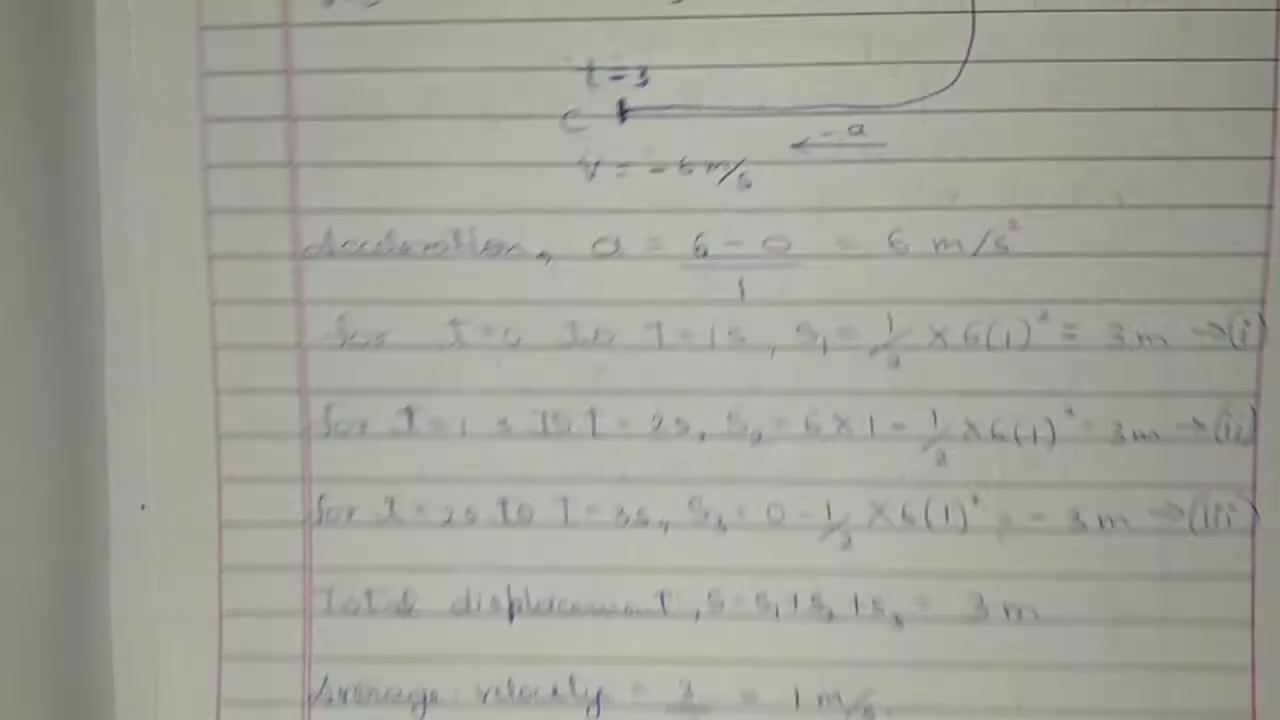 t = 3
C
- a
v = - 6 m/s
Acceleration, a = 6 - 0 / 1 = 6 m/s²
for t = 0 to t = 1s, S₁ = 1/2 × 6(1)² = 3m → (i)
for t = 1s to t = 2s, S₂ = 6 × 1 - 1/2 × 6(1)² = 3m → (ii)
for t = 2s to t = 3s, S₃ = 0 - 1/2 × 6(1)² = - 3m → (iii)
Total displacement, S = S₁ + S₂ + S₃ = 3 m
Average velocity = 3 = 1 m/s.